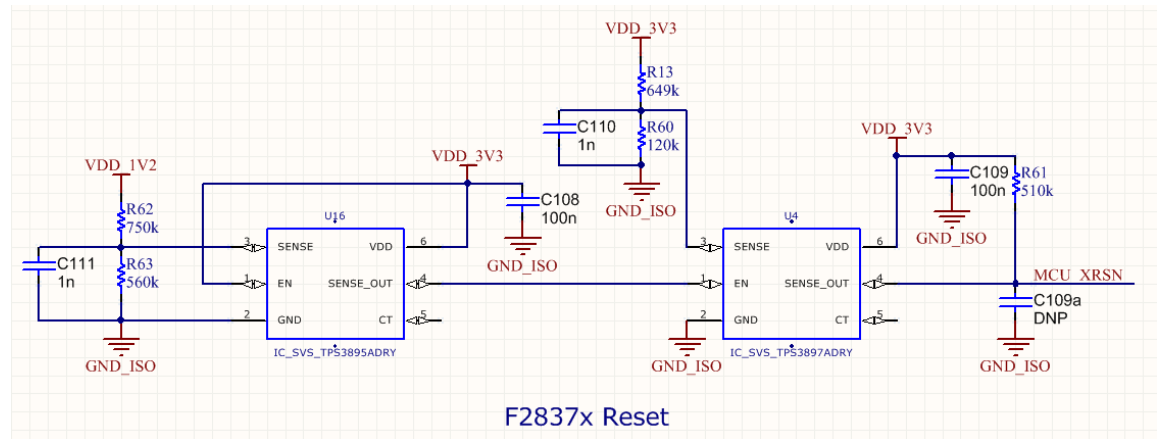 VDD_3V3
R13
649k
C110
1n
R60
120k
GND_ISO
VDD_1V2
R62
750k
C111
1n
R63
560k
GND_ISO
VDD_3V3
C108
100n
GND_ISO
U16
3 SENSE VDD 6
1 EN SENSE_OUT 4
2 GND CT 5
IC_SVS_TPS3895ADRY
U4
3 SENSE VDD 6
1 EN SENSE_OUT 4
2 GND CT 5
IC_SVS_TPS3897ADRY
GND_ISO
VDD_3V3
C109
100n
GND_ISO
R61
510k
MCU_XRSN
C109a
DNP
GND_ISO
F2837x Reset